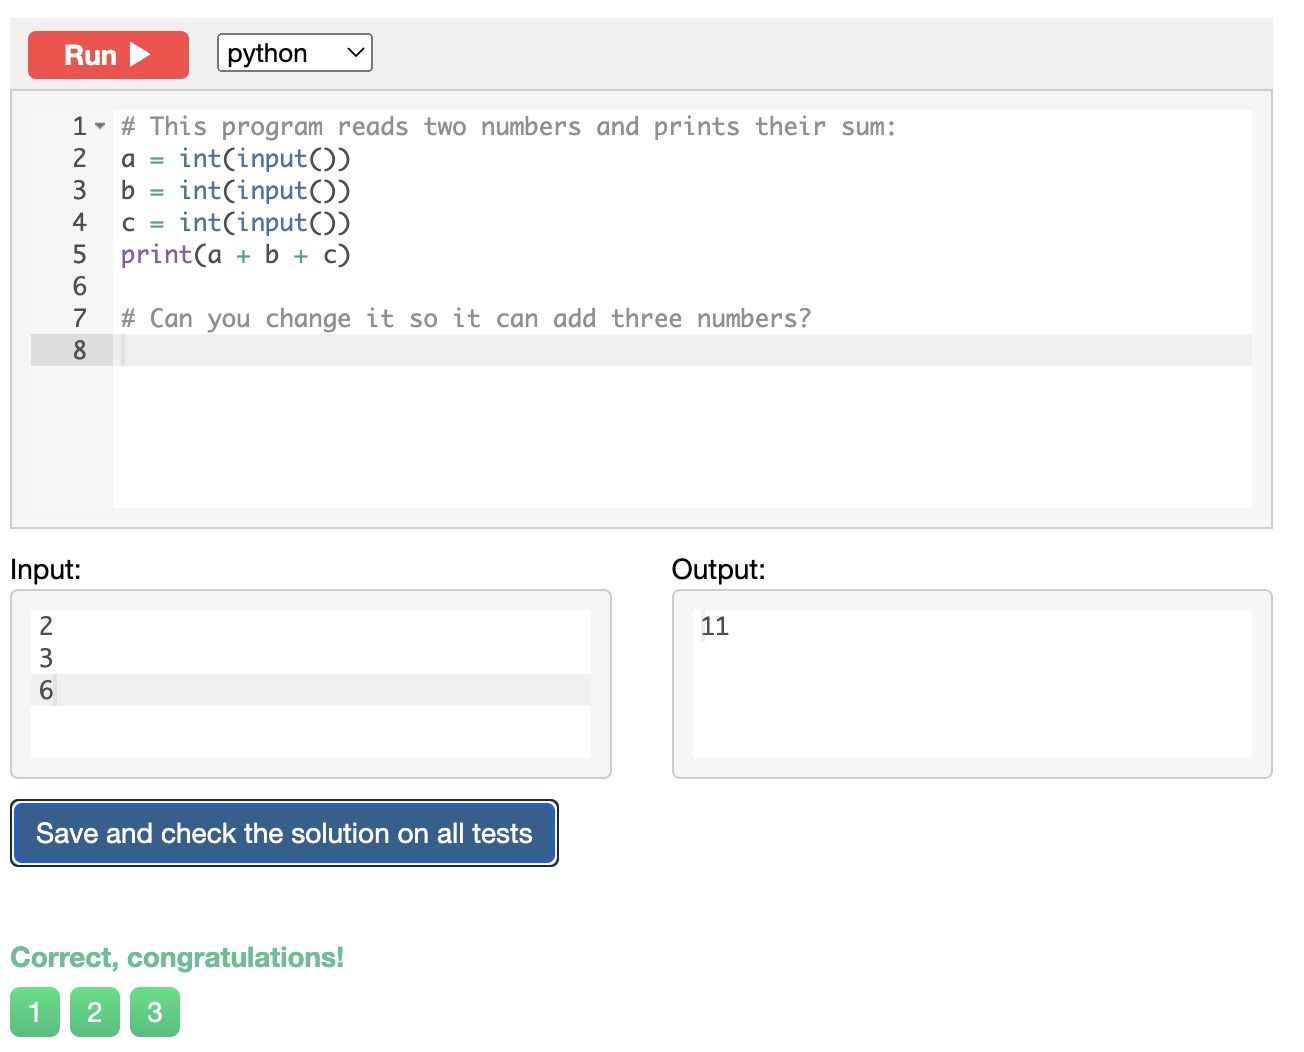 Run python
1 # This program reads two numbers and prints their sum:
2 a = int(input())
3 b = int(input())
4 c = int(input())
5 print(a + b + c)
6
7 # Can you change it so it can add three numbers?
8
Input:
2
3
6
Output:
11
Save and check the solution on all tests
Correct, congratulations!
1 2 3